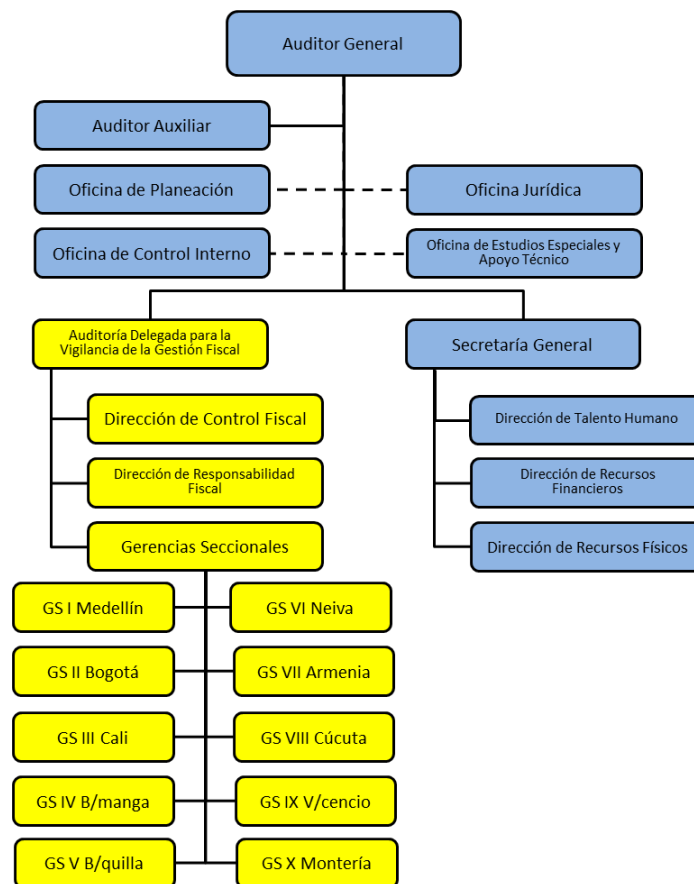 Auditor General
Auditor Auxiliar
Oficina de Planeación
Oficina Jurídica
Oficina de Control Interno
Oficina de Estudios Especiales y
Apoyo Técnico
Auditoría Delegada para la
Vigilancia de la Gestión Fiscal
Secretaría General
Dirección de Control Fiscal
Dirección de Talento Humano
Dirección de Responsabilidad
Fiscal
Dirección de Recursos
Financieros
Gerencias Seccionales
Dirección de Recursos Físicos
GS I Medellín
GS VI Neiva
GS II Bogotá
GS VII Armenia
GS III Cali
GS VIII Cúcuta
GS IV B/manga
GS IX V/cencio
GS V B/quilla
GS X Montería